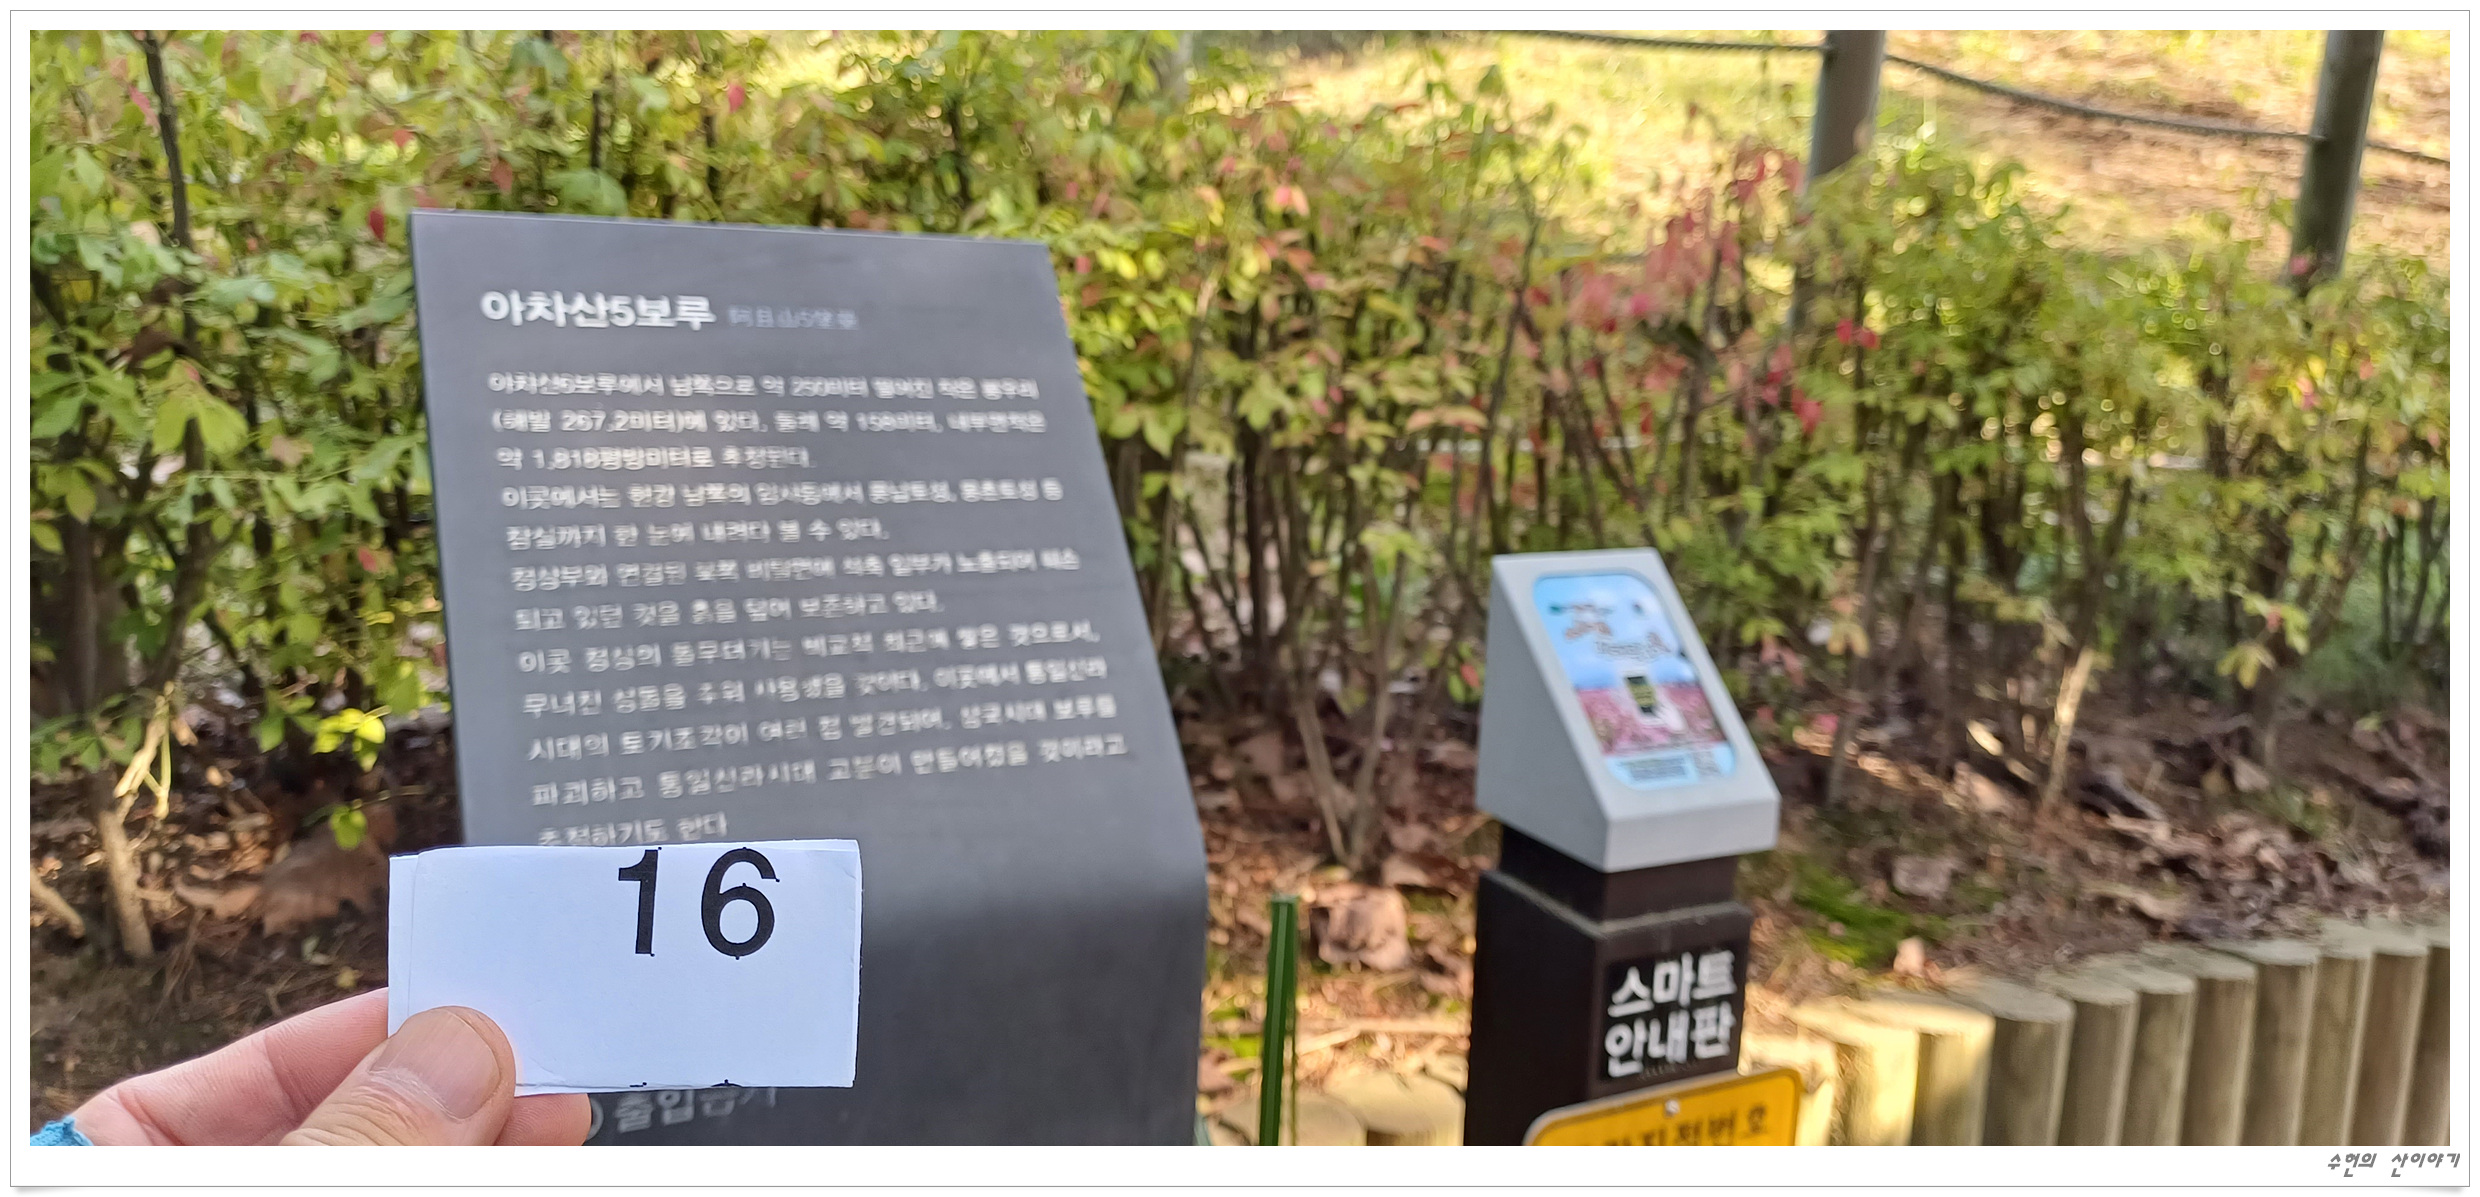 아차산5보루 阿且山5堡壘
아차산5보루에서 남쪽으로 약 250미터 떨어진 작은 봉우리
(해발 267.2미터)에 있다. 둘레 약 158미터, 내부면적은
약 1,818평방미터로 추정된다.
이곳에서는 한강 남쪽의 암사동에서 풍납토성, 몽촌토성 등
잠실까지 한 눈에 내려다 볼 수 있다.
정상부와 연결된 북쪽 비탈면에 석축 일부가 노출되어 훼손
되고 있던 것을 흙을 덮어 보존하고 있다.
이곳 정상의 돌무더기는 비교적 최근에 쌓은 것으로서,
무너진 성돌을 주워 사용했을 것이다. 이곳에서 통일신라
시대의 토기조각이 여러 점 발견되어, 삼국시대 보루를
파괴하고 통일신라시대 고분이 만들어졌을 것이라고
추정하기도 한다
16
출입금지
스마트
안내판
번호
수헌의 산이야기